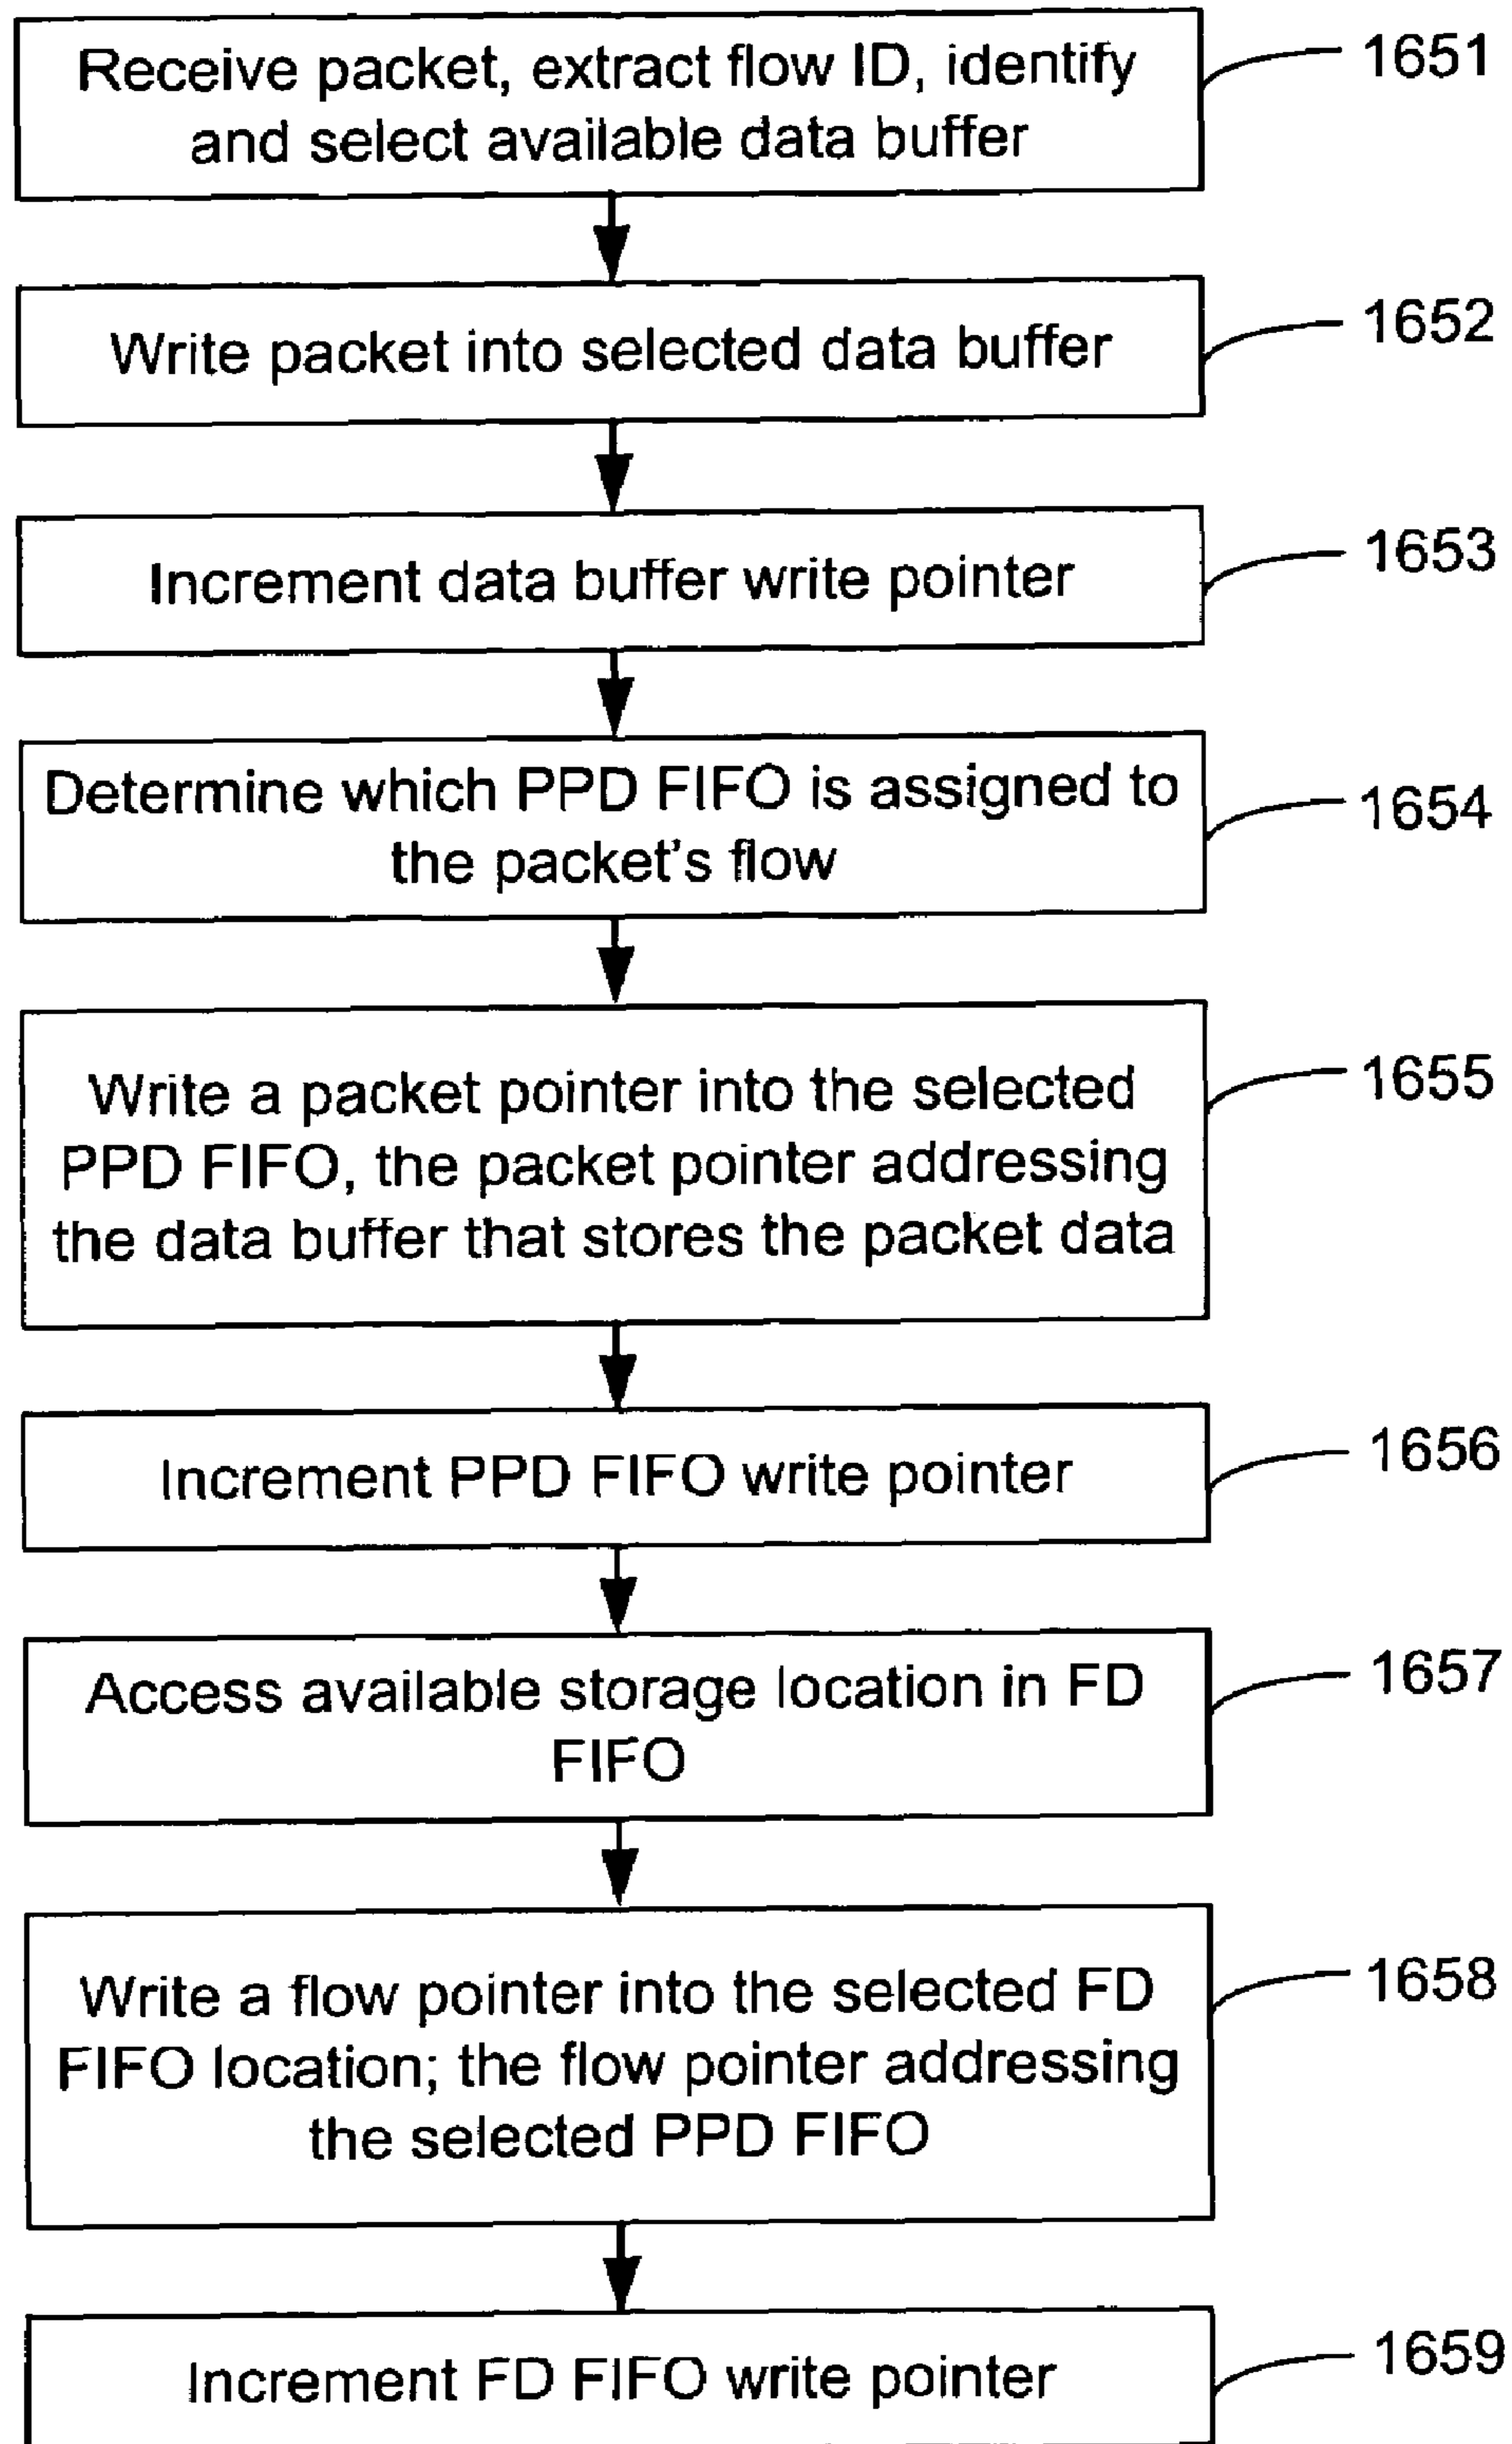 Receive packet, extract flow ID, identify
and select available data buffer
1651
Write packet into selected data buffer
1652
Increment data buffer write pointer
1653
Determine which PPD FIFO is assigned to
the packet's flow
1654
Write a packet pointer into the selected
PPD FIFO, the packet pointer addressing
the data buffer that stores the packet data
1655
Increment PPD FIFO write pointer
1656
Access available storage location in FD
FIFO
1657
Write a flow pointer into the selected FD
FIFO location; the flow pointer addressing
the selected PPD FIFO
1658
Increment FD FIFO write pointer
1659